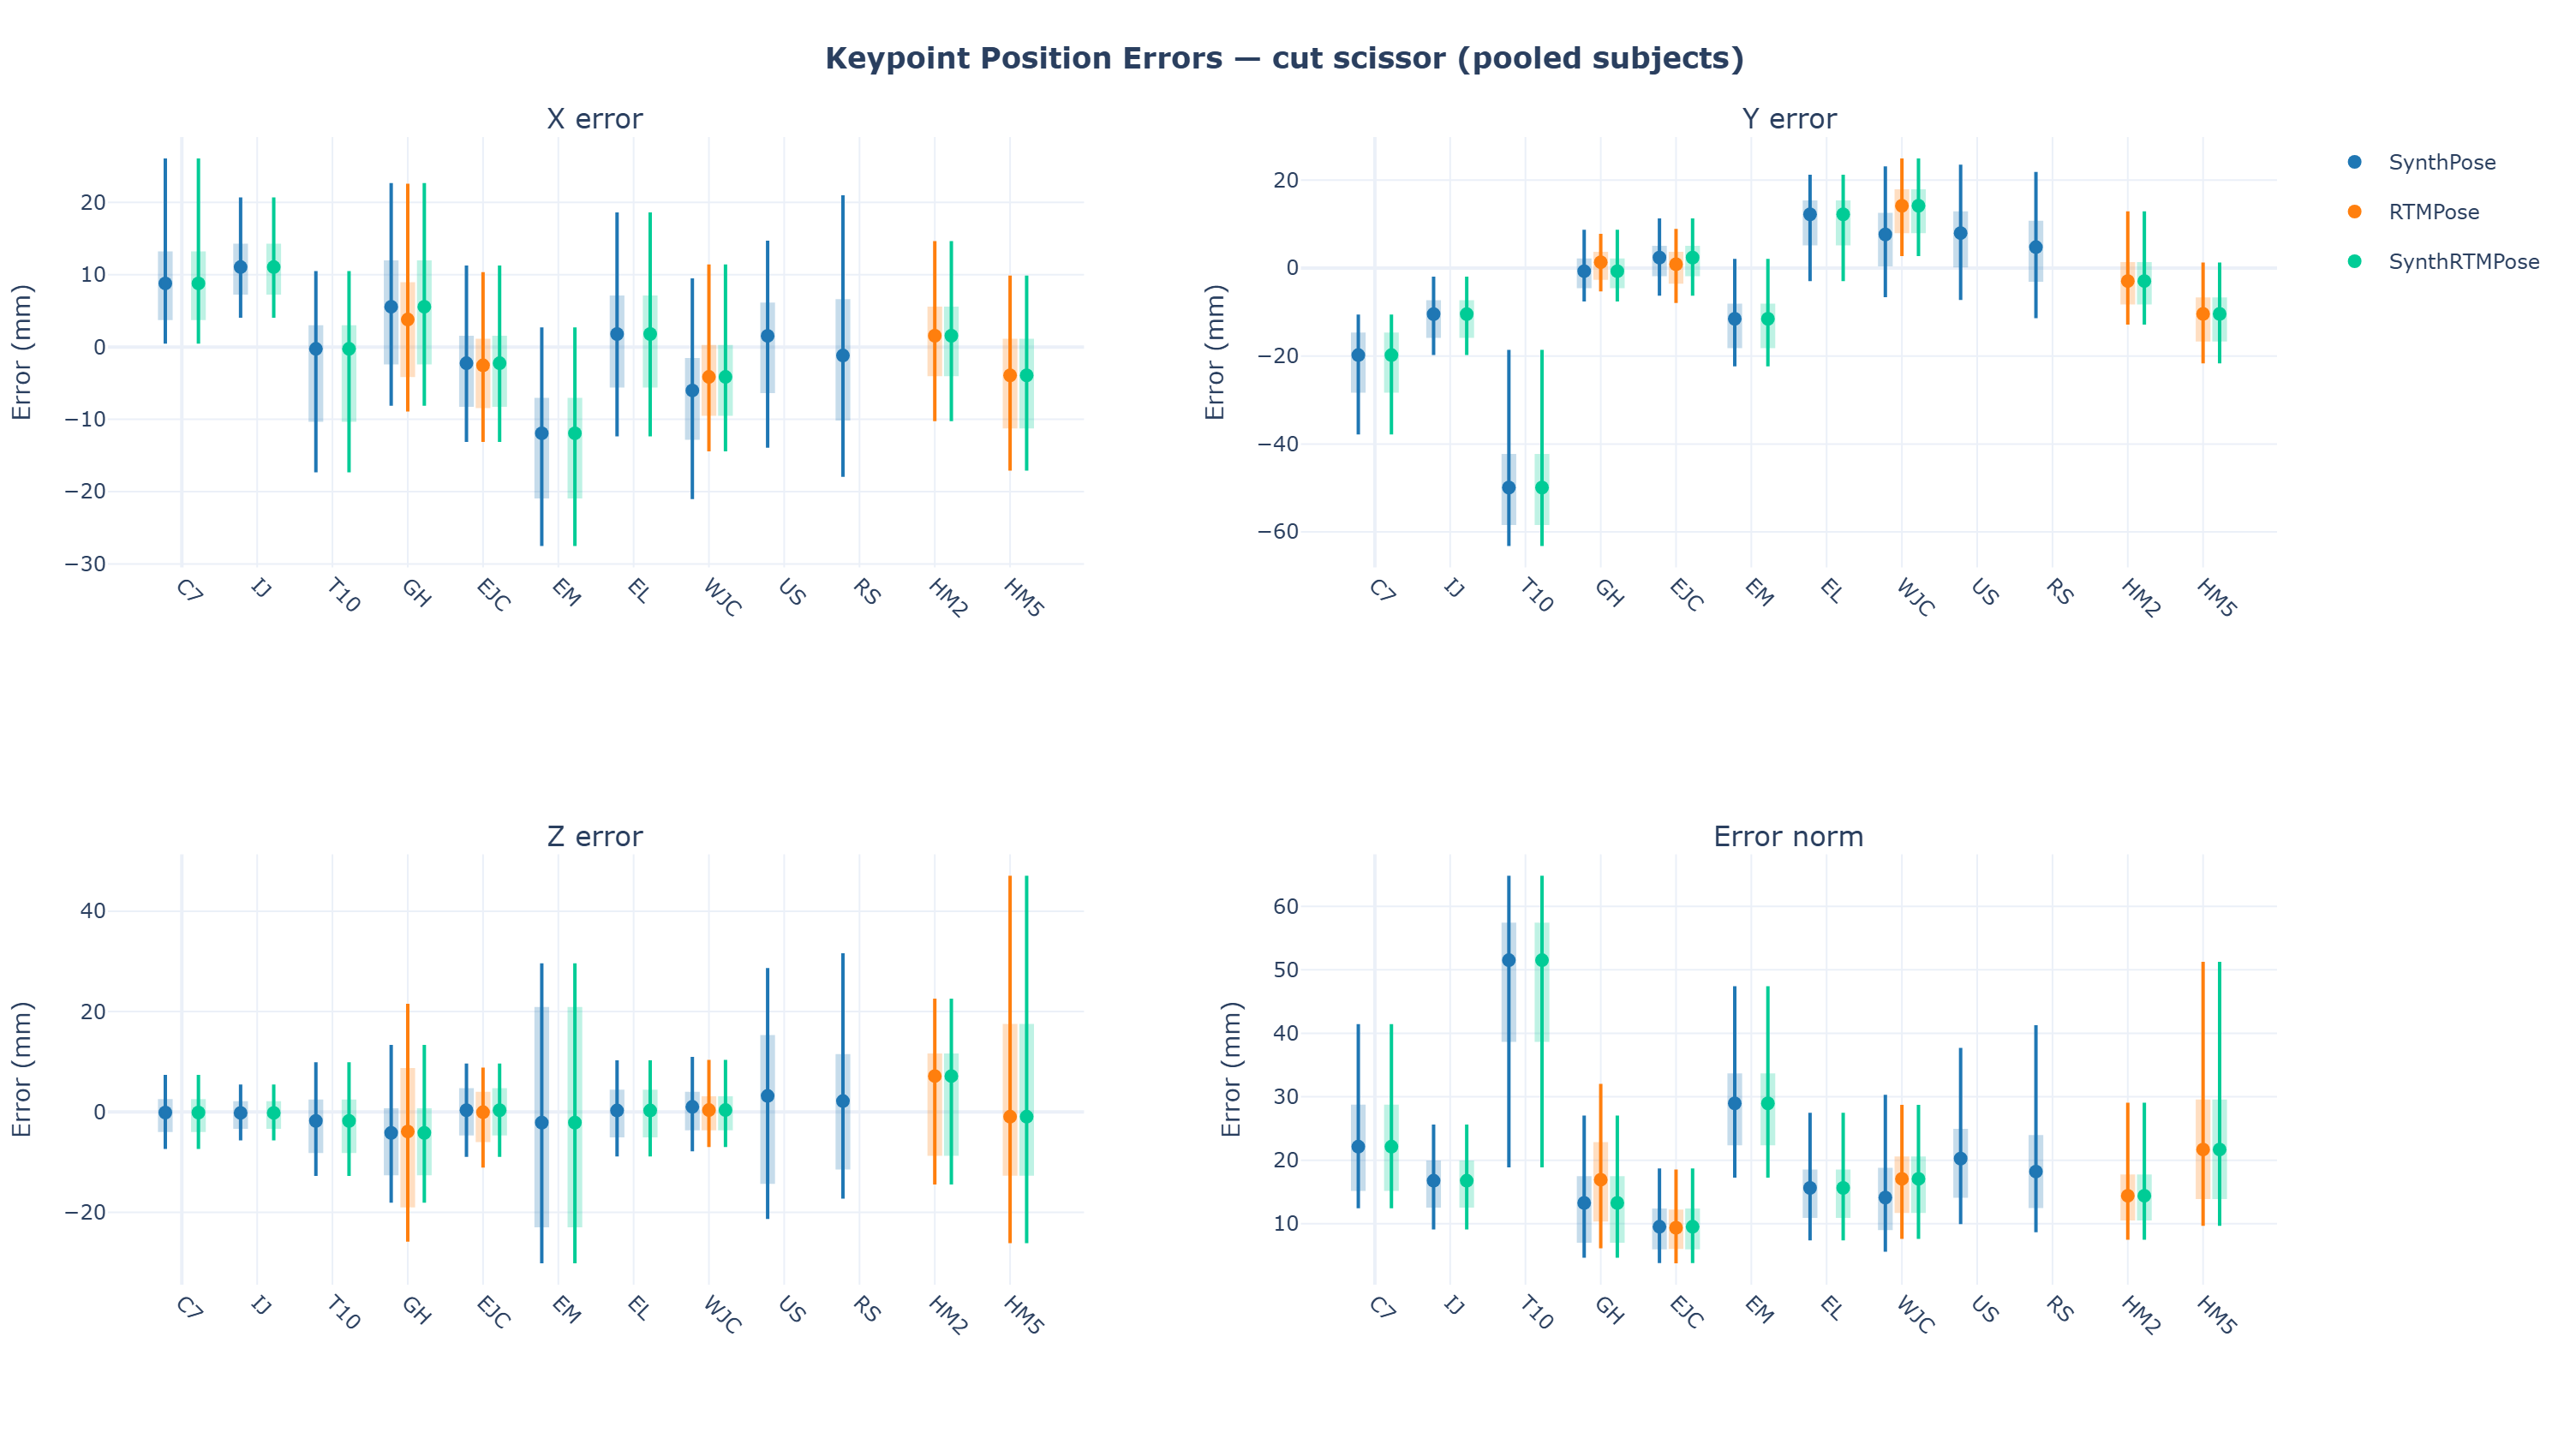 Keypoint Position Errors — cut scissor (pooled subjects)
X error
Error (mm)
20
10
0
−10
−20
−30
C7 IJ T10 GH EJC EM EL WJC US RS HM2 HM5
Y error
Error (mm)
20
0
−20
−40
−60
C7 IJ T10 GH EJC EM EL WJC US RS HM2 HM5
SynthPose
RTMPose
SynthRTMPose
Z error
Error (mm)
40
20
0
−20
C7 IJ T10 GH EJC EM EL WJC US RS HM2 HM5
Error norm
Error (mm)
60
50
40
30
20
10
C7 IJ T10 GH EJC EM EL WJC US RS HM2 HM5